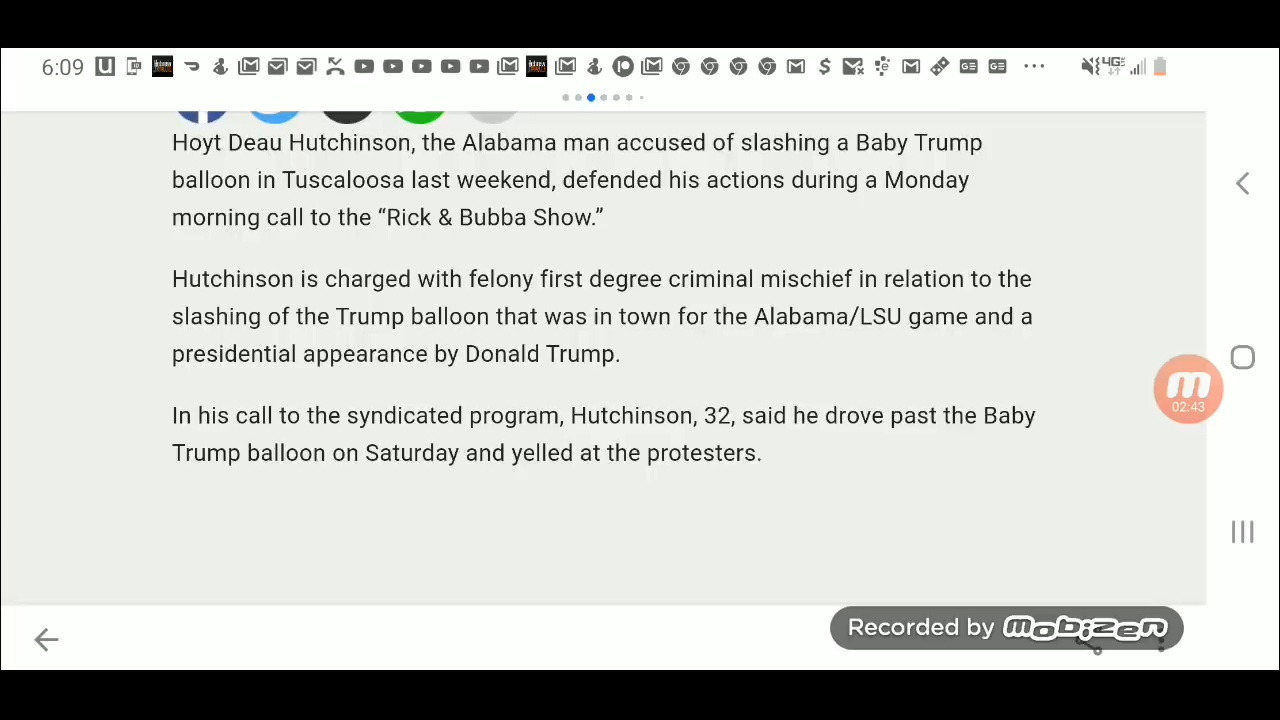 6:09
4G
Hoyt Deau Hutchinson, the Alabama man accused of slashing a Baby Trump
balloon in Tuscaloosa last weekend, defended his actions during a Monday
morning call to the “Rick & Bubba Show.”
Hutchinson is charged with felony first degree criminal mischief in relation to the
slashing of the Trump balloon that was in town for the Alabama/LSU game and a
presidential appearance by Donald Trump.
02:43
In his call to the syndicated program, Hutchinson, 32, said he drove past the Baby
Trump balloon on Saturday and yelled at the protesters.
Recorded by mobizen